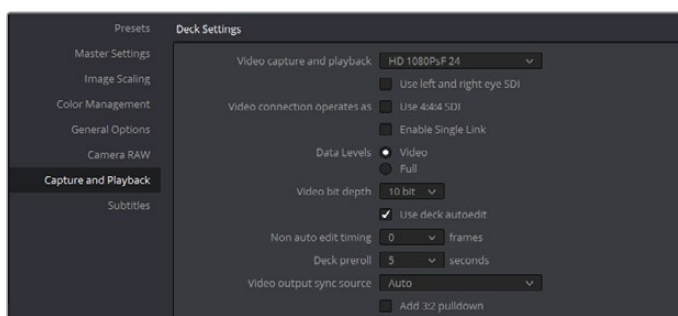 Presets
Master Settings
Image Scaling
Color Management
General Options
Camera RAW
Capture and Playback
Subtitles
Deck Settings
Video capture and playback HD 1080PsF 24
Use left and right eye SDI
Video connection operates as Use 4:4:4 SDI
Enable Single Link
Data Levels Video
Full
Video bit depth 10 bit
Use deck autoedit
Non auto edit timing 0 frames
Deck preroll 5 seconds
Video output sync source Auto
Add 3:2 pulldown